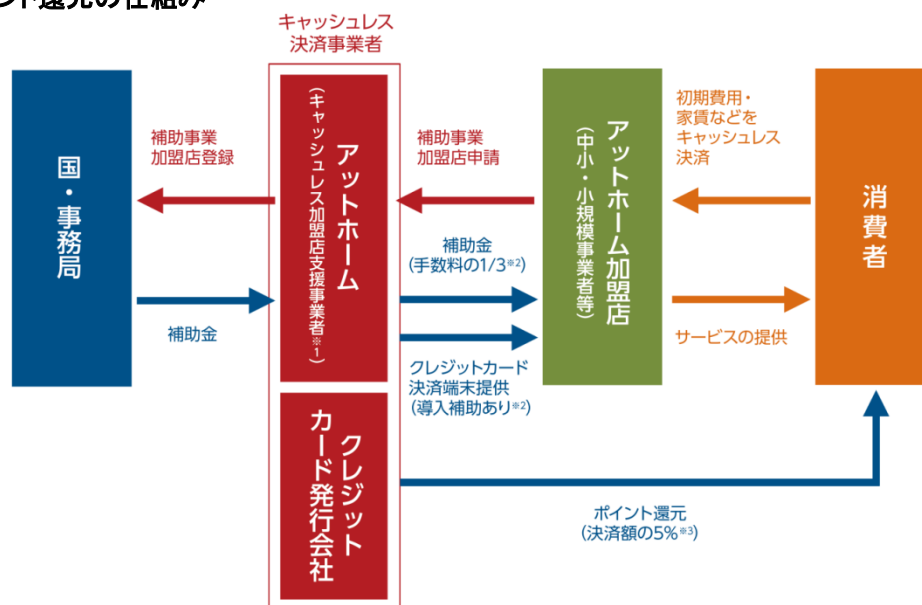 ント還元の仕組み
キャッシュレス
決済事業者
国・事務局
補助事業
加盟店登録
補助金
アットホーム
(キャッシュレス加盟店支援事業者※1)
クレジット
カード発行会社
補助事業
加盟店申請
補助金
(手数料の1/3※2)
クレジットカード
決済端末提供
(導入補助あり※2)
アットホーム加盟店
(中小・小規模事業者等)
初期費用・
家賃などを
キャッシュレス
決済
サービスの提供
消費者
ポイント還元
(決済額の5%※3)